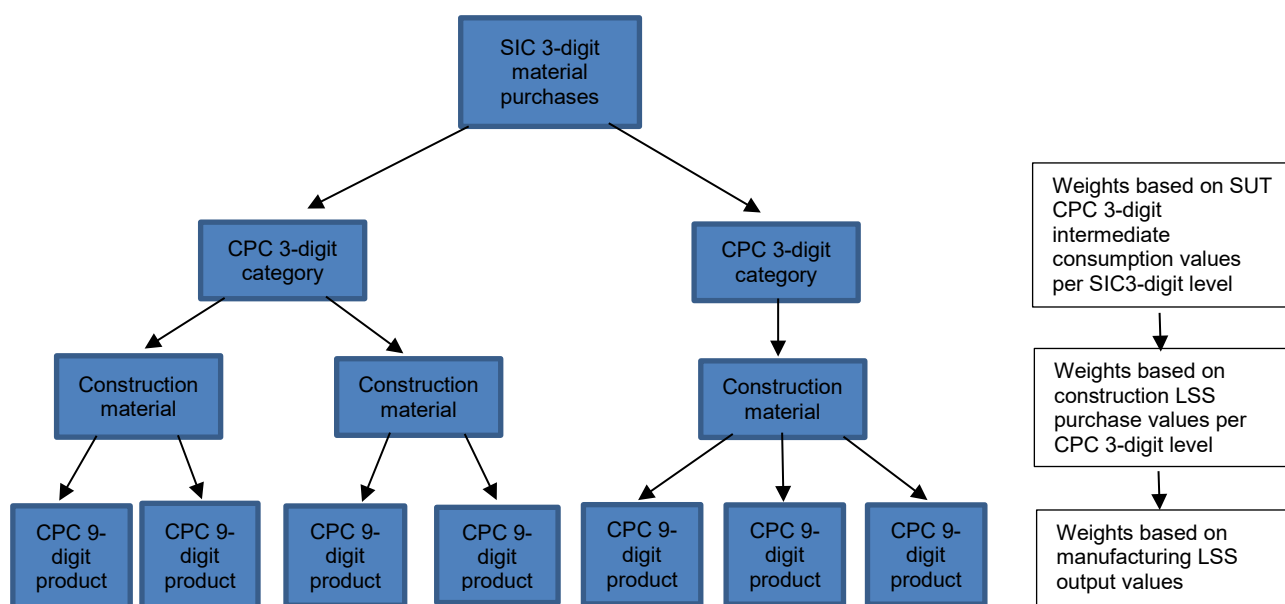 SIC 3-digit
material
purchases
CPC 3-digit
category
CPC 3-digit
category
Construction
material
Construction
material
Construction
material
CPC 9-
digit
product
CPC 9-
digit
product
CPC 9-
digit
product
CPC 9-
digit
product
CPC 9-
digit
product
CPC 9-
digit
product
CPC 9-
digit
product
Weights based on SUT
CPC 3-digit
intermediate
consumption values
per SIC3-digit level
Weights based on
construction LSS
purchase values per
CPC 3-digit level
Weights based on
manufacturing LSS
output values